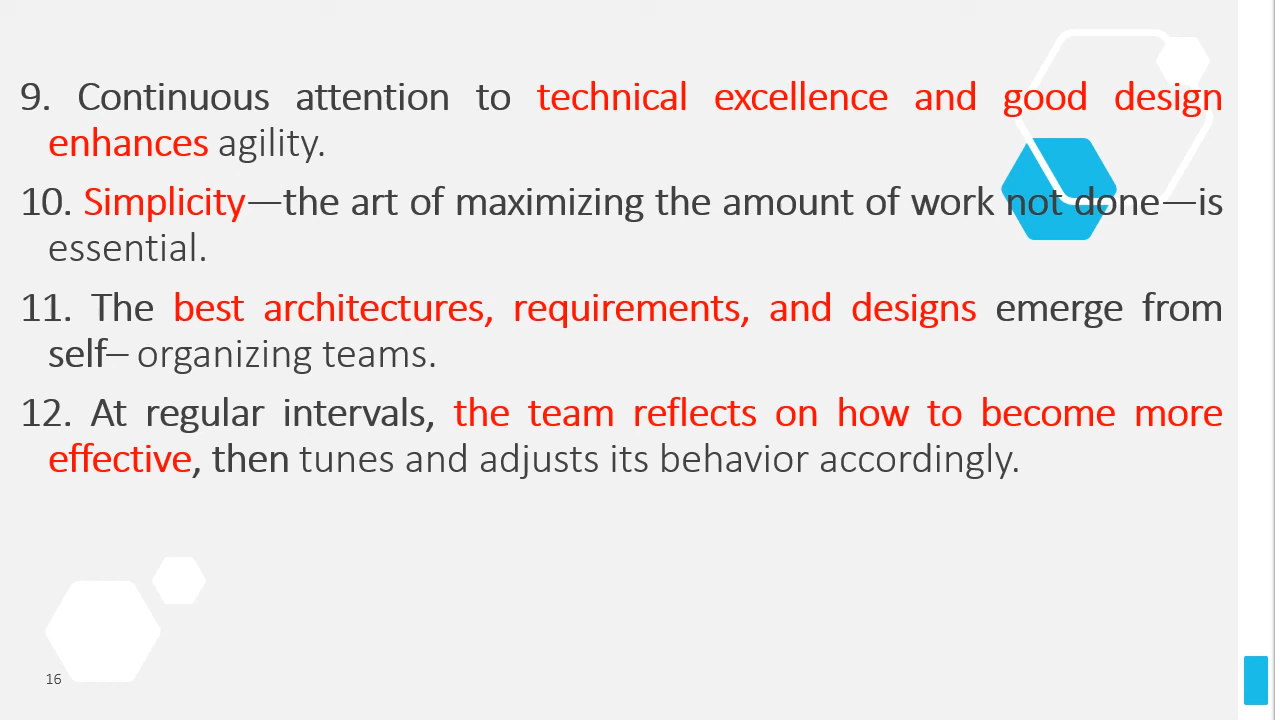 9. Continuous attention to technical excellence and good design
enhances agility.
10. Simplicity—the art of maximizing the amount of work not done—is
essential.
11. The best architectures, requirements, and designs emerge from
self– organizing teams.
12. At regular intervals, the team reflects on how to become more
effective, then tunes and adjusts its behavior accordingly.
16